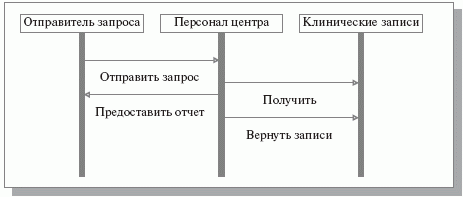 Отправитель запроса
Персонал центра
Клинические записи
Отправить запрос
Получить
Предоставить отчет
Вернуть записи